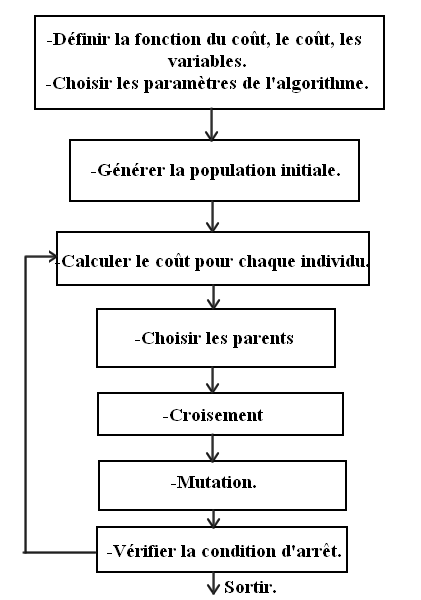 -Définir la fonction du coût, le coût, les
variables.
-Choisir les paramètres de l'algorithme.
-Générer la population initiale.
-Calculer le coût pour chaque individu.
-Choisir les parents
-Croisement
-Mutation.
-Vérifier la condition d'arrêt.
Sortir.